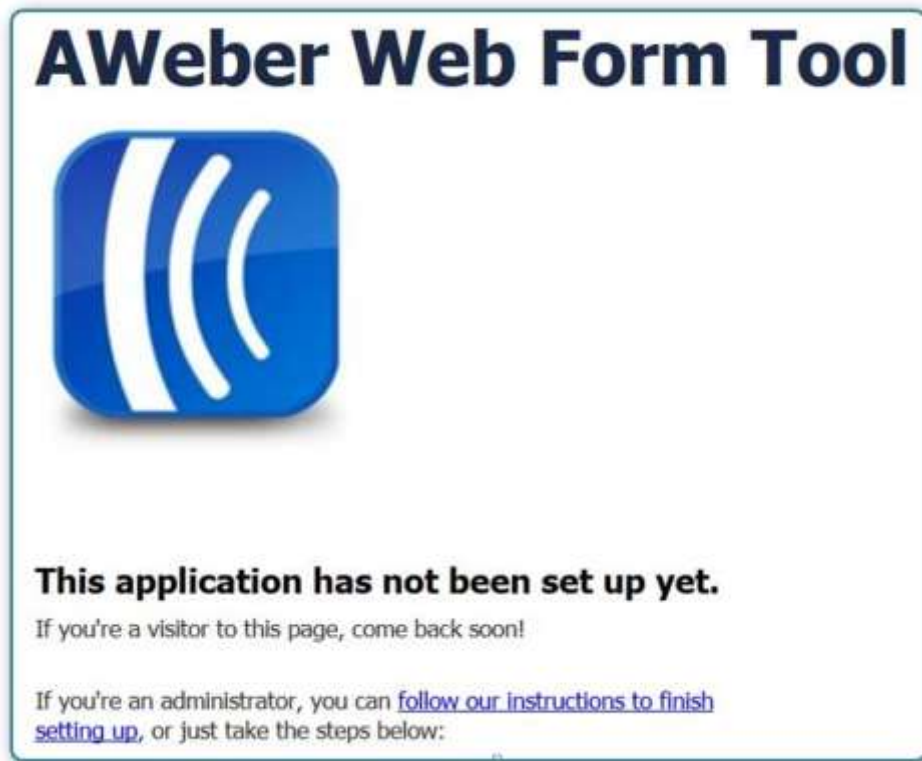 AWeber Web Form Tool
This application has not been set up yet.
If you're a visitor to this page, come back soon!
If you're an administrator, you can follow our instructions to finish
setting up, or just take the steps below: